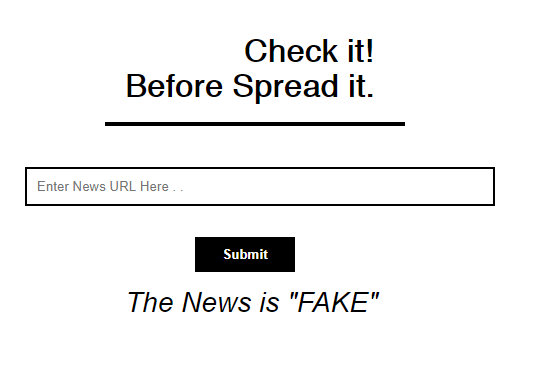 Check it!
Before Spread it.
Enter News URL Here . .
Submit
The News is "FAKE"